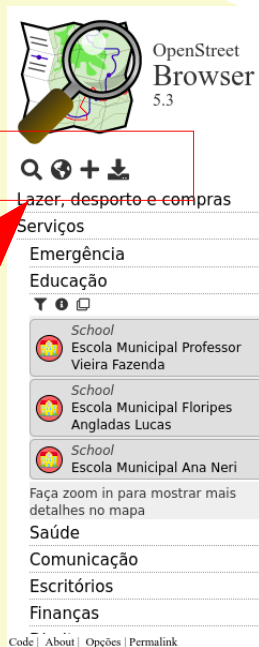 OpenStreet
Browser
5.3
Lazer, desporto e compras
Serviços
Emergência
Educação
School
Escola Municipal Professor
Vieira Fazenda
School
Escola Municipal Floripes
Angladas Lucas
School
Escola Municipal Ana Neri
Faça zoom in para mostrar mais
detalhes no mapa
Saúde
Comunicação
Escritórios
Finanças
Code | About | Opções | Permalink